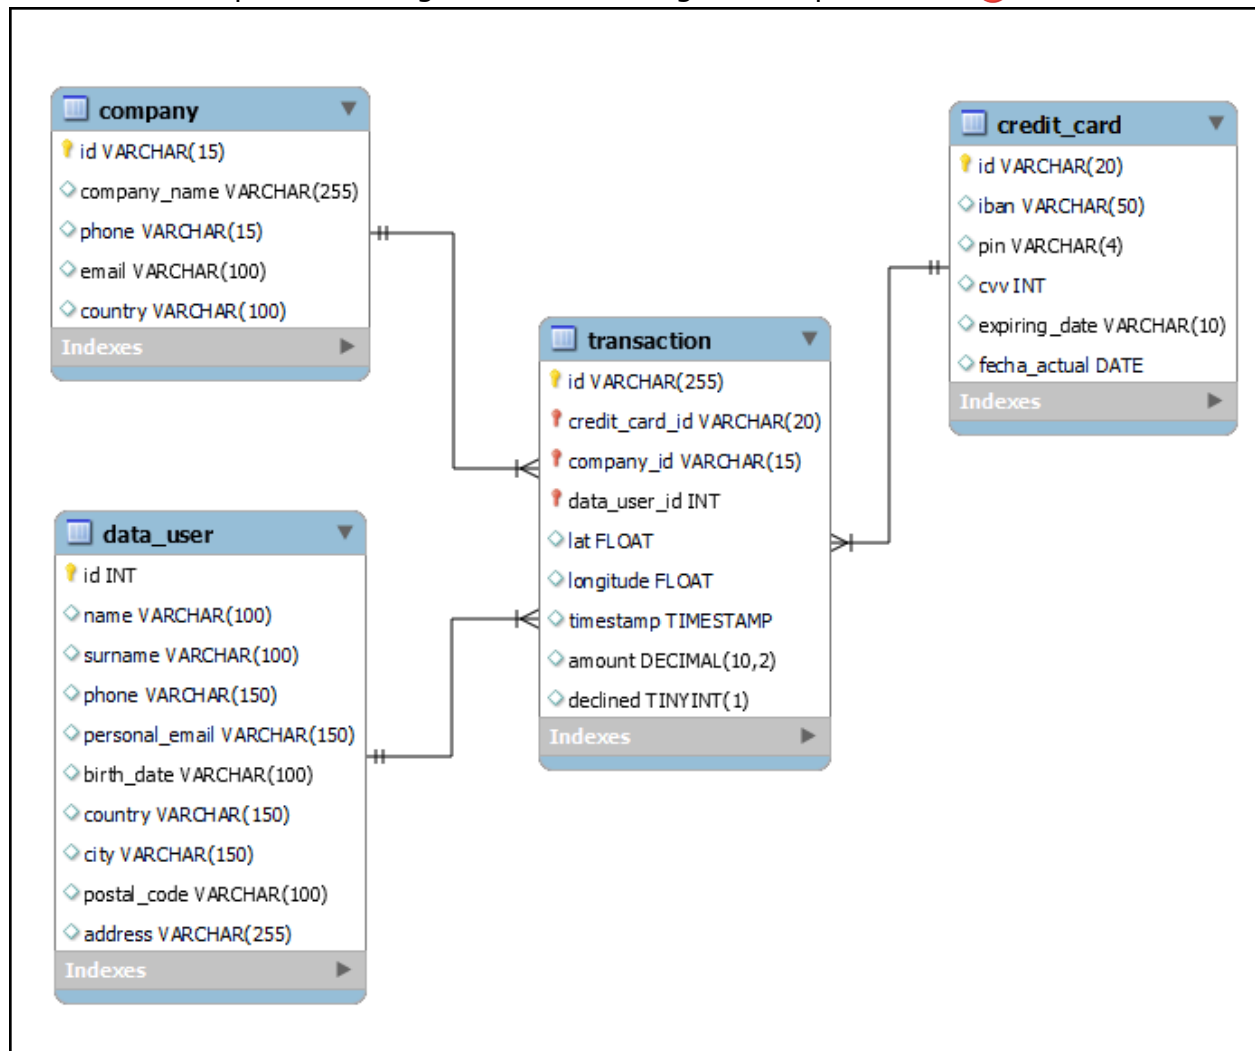 company
id VARCHAR(15)
company_name VARCHAR(255)
phone VARCHAR(15)
email VARCHAR(100)
country VARCHAR(100)
Indexes
data_user
id INT
name VARCHAR(100)
surname VARCHAR(100)
phone VARCHAR(150)
personal_email VARCHAR(150)
birth_date VARCHAR(100)
country VARCHAR(150)
city VARCHAR(150)
postal_code VARCHAR(100)
address VARCHAR(255)
Indexes
transaction
id VARCHAR(255)
credit_card_id VARCHAR(20)
company_id VARCHAR(15)
data_user_id INT
lat FLOAT
longitude FLOAT
timestamp TIMESTAMP
amount DECIMAL(10,2)
declined TINYINT(1)
Indexes
credit_card
id VARCHAR(20)
iban VARCHAR(50)
pin VARCHAR(4)
cvv INT
expiring_date VARCHAR(10)
fecha_actual DATE
Indexes